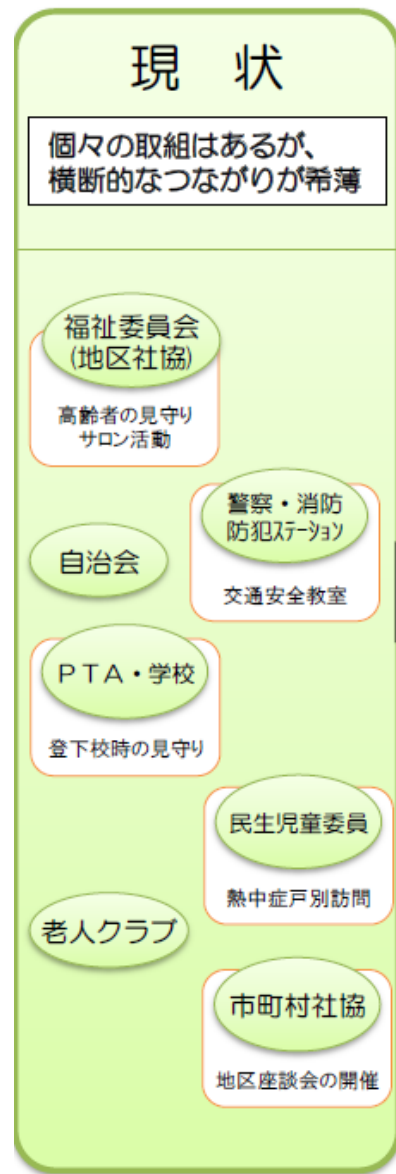 現　状
個々の取組はあるが、
横断的なつながりが希薄
福祉委員会
(地区社協)
高齢者の見守り
サロン活動
警察・消防
防犯ステーション
交通安全教室
自治会
ＰＴＡ・学校
登下校時の見守り
民生児童委員
熱中症戸別訪問
老人クラブ
市町村社協
地区座談会の開催